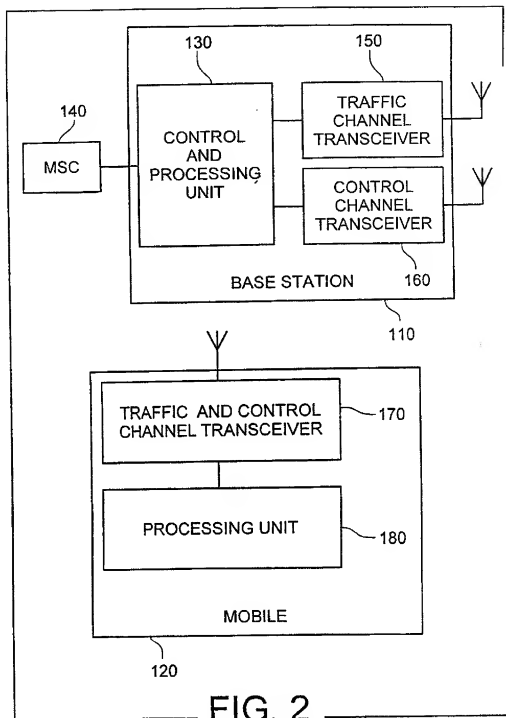 130
150
140
MSC
CONTROL
AND
PROCESSING
UNIT
TRAFFIC
CHANNEL
TRANSCEIVER
CONTROL
CHANNEL
TRANSCEIVER
160
BASE STATION
110
TRAFFIC AND CONTROL
CHANNEL TRANSCEIVER
170
PROCESSING UNIT
180
MOBILE
120
FIG. 2